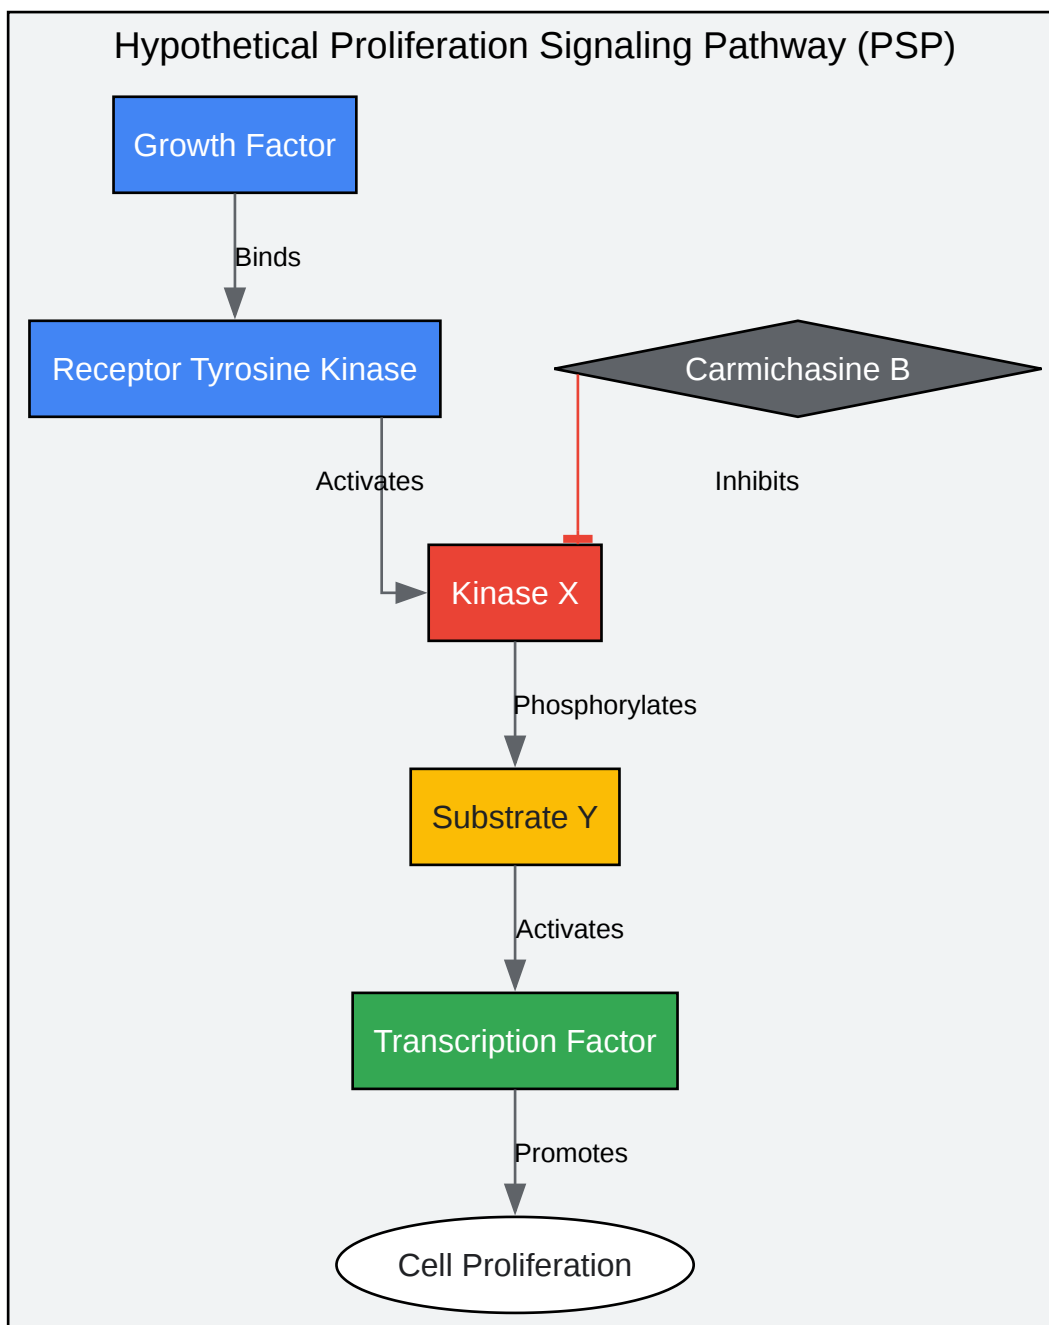 Hypothetical Proliferation Signaling Pathway (PSP)
Growth Factor
Binds
Receptor Tyrosine Kinase
Carmichasine B
Activates
Inhibits
Kinase X
Phosphorylates
Substrate Y
Activates
Transcription Factor
Promotes
Cell Proliferation